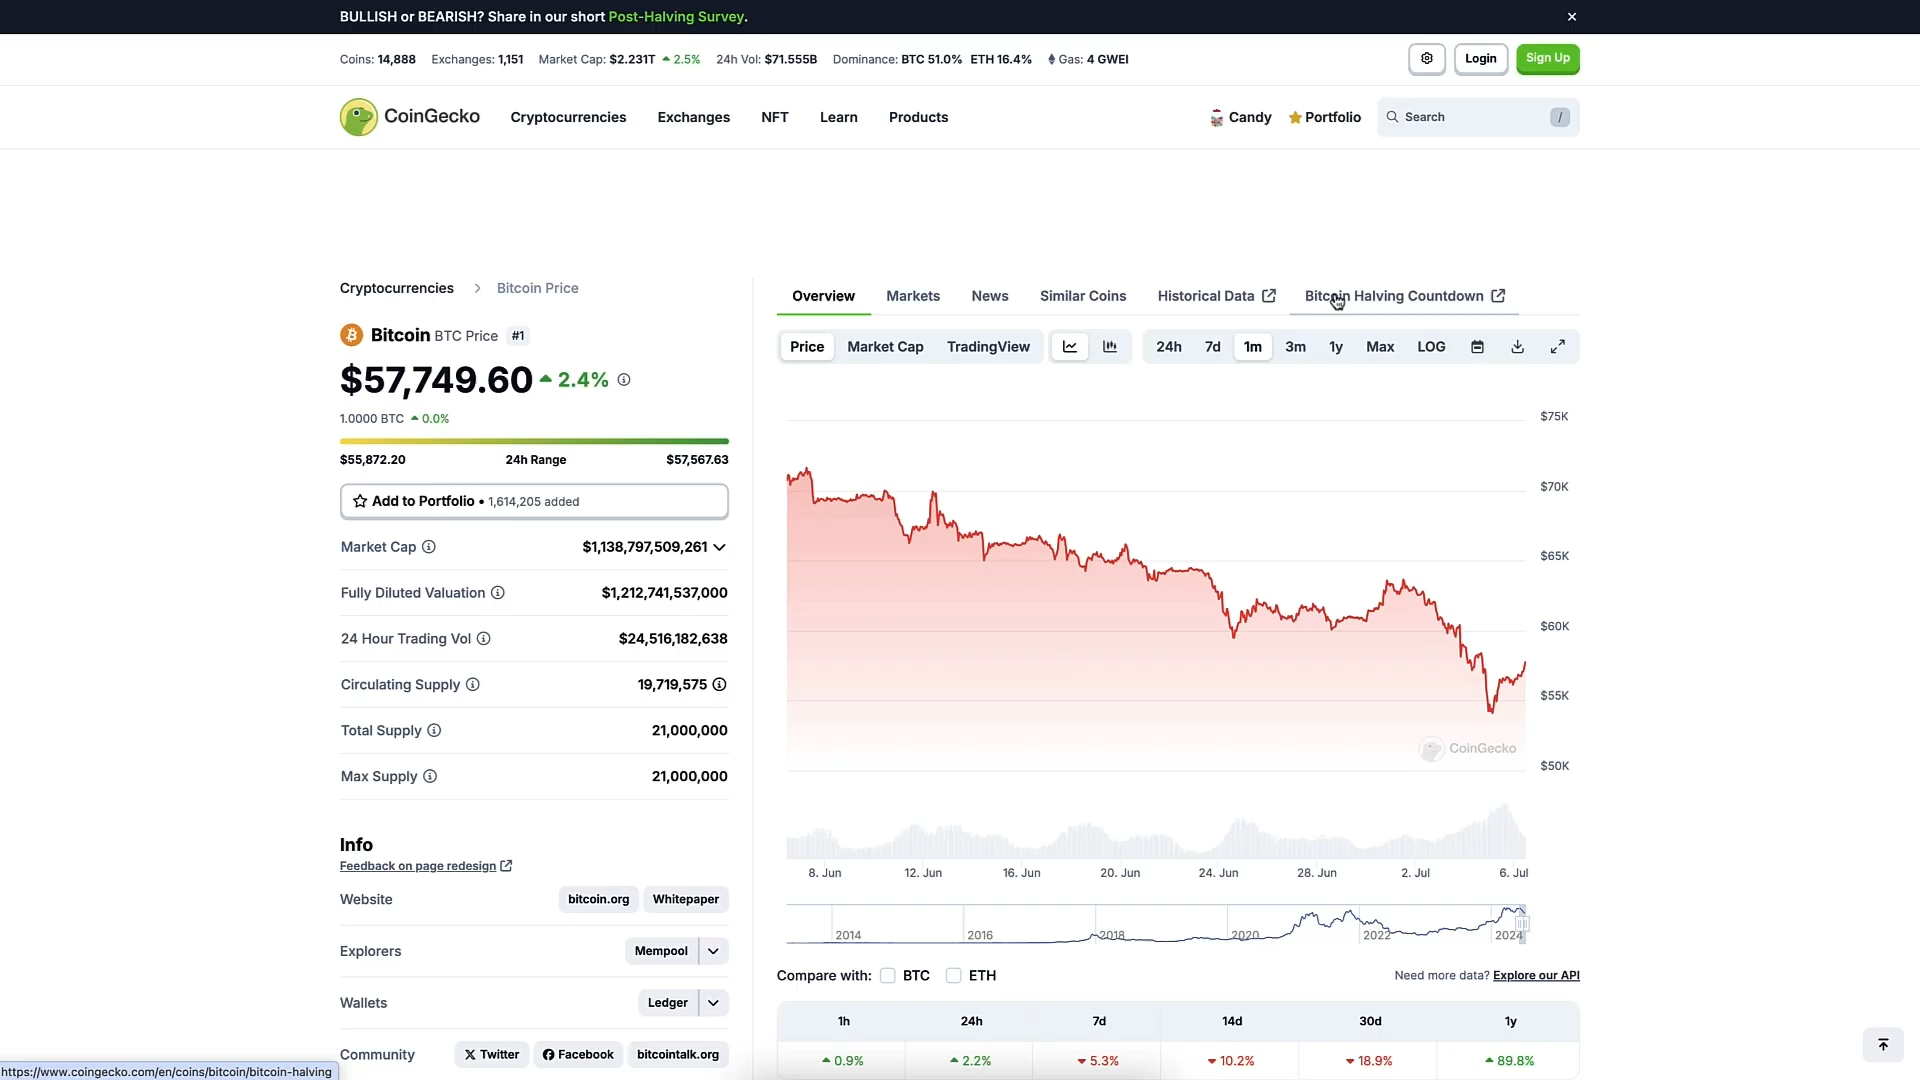 BULLISH or BEARISH? Share in our short Post-Halving Survey.
Coins: 14,888 Exchanges: 1,151 Market Cap: $2.231T 2.5% 24h Vol: $71.555B Dominance: BTC 51.0% ETH 16.4% Gas: 4 GWEI
Login
Sign Up
CoinGecko
Cryptocurrencies Exchanges NFT Learn Products
Candy Portfolio
Search /
Cryptocurrencies > Bitcoin Price
Bitcoin BTC Price #1
$57,749.60 2.4%
1.0000 BTC 0.0%
$55,872.20 24h Range $57,567.63
Add to Portfolio • 1,614,205 added
Market Cap $1,138,797,509,261
Fully Diluted Valuation $1,212,741,537,000
24 Hour Trading Vol $24,516,182,638
Circulating Supply 19,719,575
Total Supply 21,000,000
Max Supply 21,000,000
Info
Feedback on page redesign
Website bitcoin.org Whitepaper
Explorers Mempool
Wallets Ledger
Community Twitter Facebook bitcointalk.org
https://www.coingecko.com/en/coins/bitcoin/bitcoin-halving
Overview Markets News Similar Coins Historical Data Bitcoin Halving Countdown
Price Market Cap TradingView 24h 7d 1m 3m 1y Max LOG
$75K
$70K
$65K
$60K
$55K
$50K
CoinGecko
8. Jun 12. Jun 16. Jun 20. Jun 24. Jun 28. Jun 2. Jul 6. Jul
2014 2016 2018 2020 2022 2024
Compare with: BTC ETH
Need more data? Explore our API
1h 24h 7d 14d 30d 1y
0.9% 2.2% 5.3% 10.2% 18.9% 89.8%